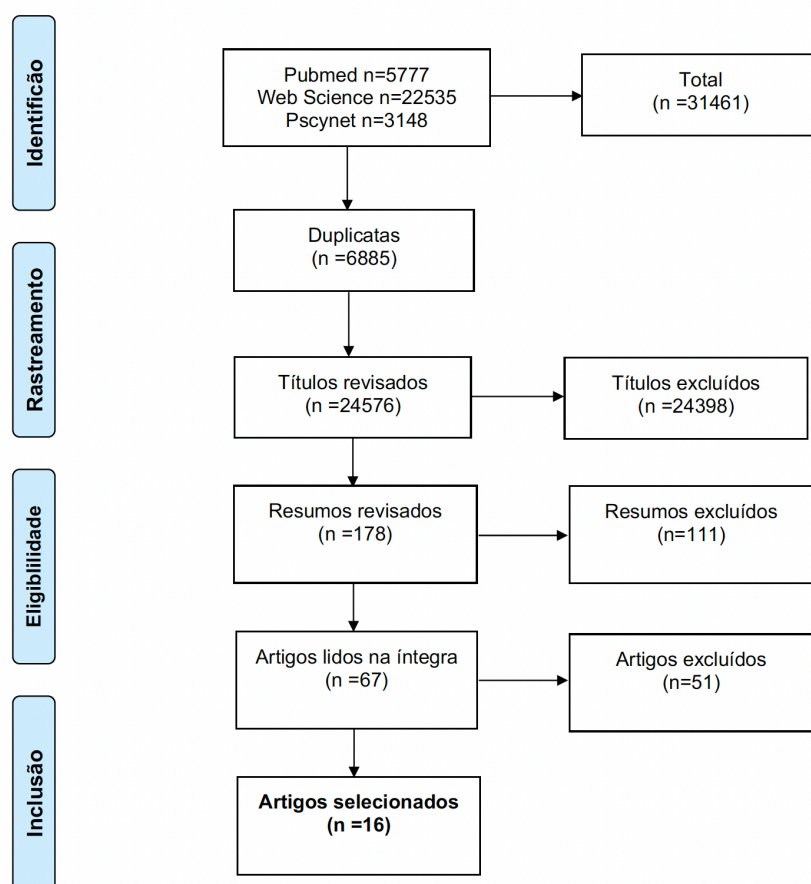 Identificão
Pubmed n=5777
Web Science n=22535
Pscynet n=3148
Total
(n =31461)
Duplicatas
(n =6885)
Rastreamento
Títulos revisados
(n =24576)
Títulos excluídos
(n =24398)
Eligiblilidade
Resumos revisados
(n =178)
Resumos excluídos
(n=111)
Artigos lidos na íntegra
(n =67)
Artigos excluídos
(n=51)
Inclusão
Artigos selecionados
(n =16)